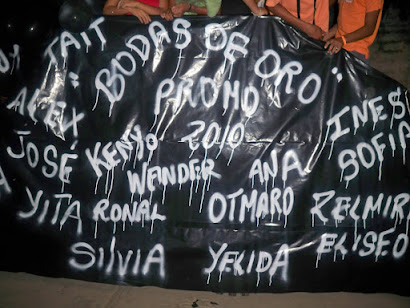 TAIT "BODAS DE ORO"
ALEX PROMO INES
JOSÉ KENYO 2010 ANA SOFIA
WANDER
YITA RONAL OTMARO RELMIR
SILVIA YEKIDA ELISEO